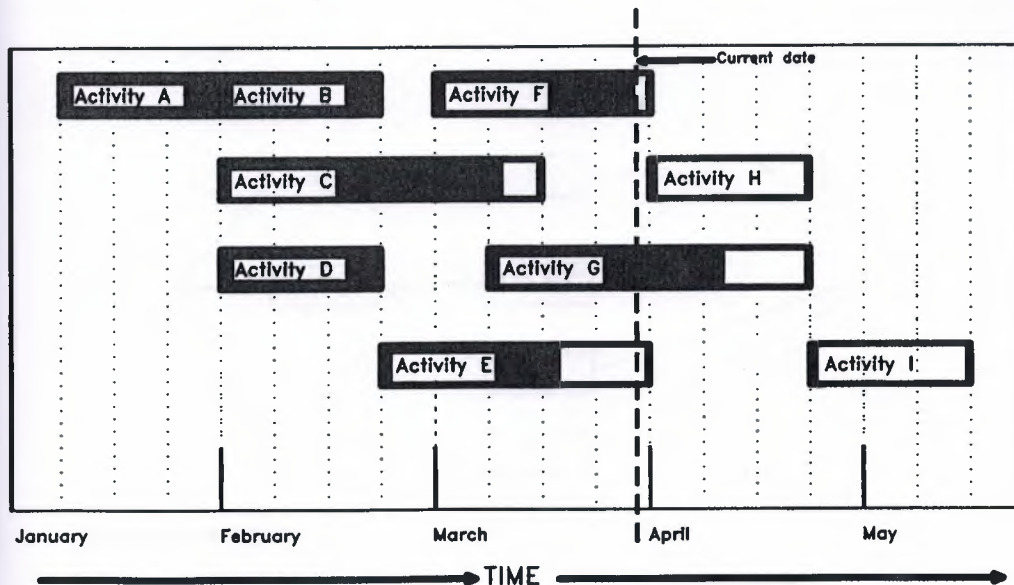 Current date
Activity A Activity B Activity F
Activity C Activity H
Activity D Activity G
Activity E Activity I
January February March April May
TIME